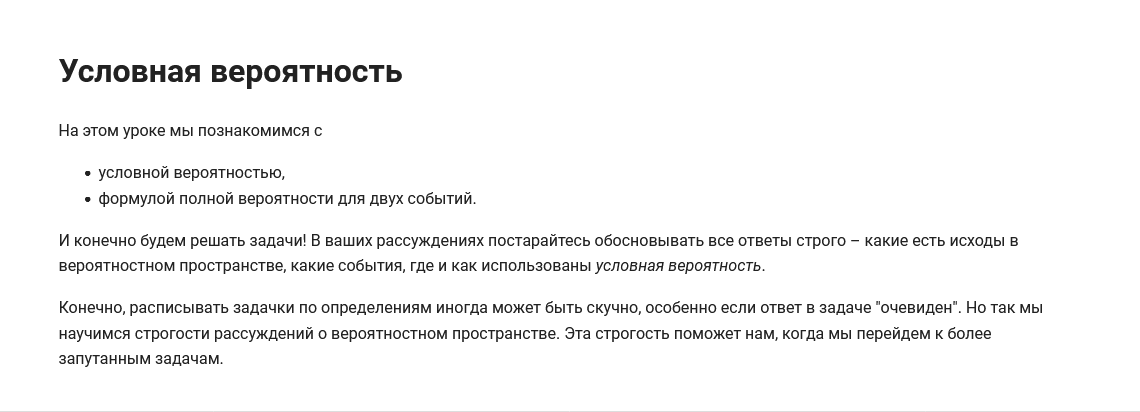 Условная вероятность
На этом уроке мы познакомимся с
• условной вероятностью,
• формулой полной вероятности для двух событий.
И конечно будем решать задачи! В ваших рассуждениях постарайтесь обосновывать все ответы строго – какие есть исходы в
вероятностном пространстве, какие события, где и как использованы условная вероятность.
Конечно, расписывать задачки по определениям иногда может быть скучно, особенно если ответ в задаче "очевиден". Но так мы
научимся строгости рассуждений о вероятностном пространстве. Эта строгость поможет нам, когда мы перейдем к более
запутанным задачам.